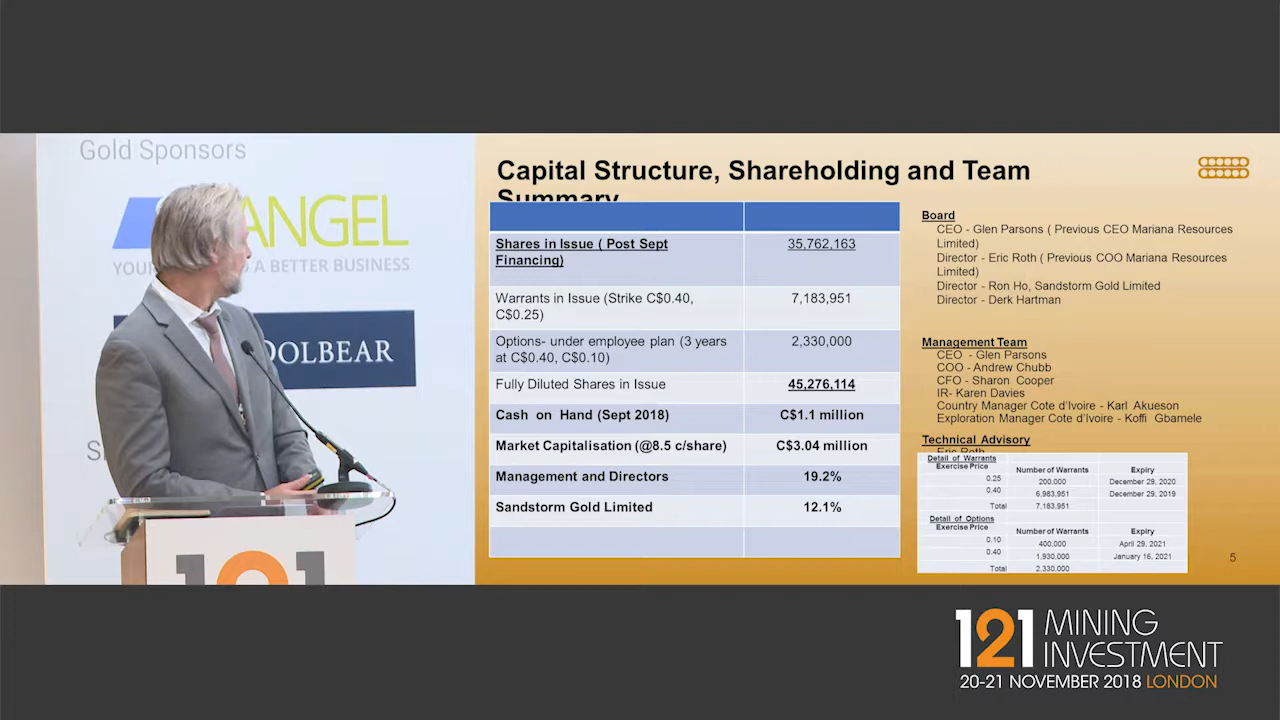 Gold Sponsors
ANGEL
YOUR
A BETTER BUSINESS
DOLBEAR
S
121
Capital Structure, Shareholding and Team
Summary
Shares in Issue ( Post Sept
Financing)
35,762,163
Warrants in Issue (Strike C$0.40,
C$0.25)
7,183,951
Options- under employee plan (3 years
at C$0.40, C$0.10)
2,330,000
Fully Diluted Shares in Issue
45,276,114
Cash on Hand (Sept 2018)
C$1.1 million
Market Capitalisation (@8.5 c/share)
C$3.04 million
Management and Directors
19.2%
Sandstorm Gold Limited
12.1%
Board
CEO - Glen Parsons ( Previous CEO Mariana Resources
Limited)
Director - Eric Roth ( Previous COO Mariana Resources
Limited)
Director - Ron Ho, Sandstorm Gold Limited
Director - Derk Hartman
Management Team
CEO - Glen Parsons
COO - Andrew Chubb
CFO - Sharon Cooper
IR- Karen Davies
Country Manager Cote d'Ivoire - Karl Akueson
Exploration Manager Cote d'Ivoire - Koffi Gbamele
Technical Advisory
Eric Roth
Detail of Warrants
Exercise Price Number of Warrants Expiry
0.25 200,000 December 29, 2020
0.40 6,983,951 December 29, 2019
Total 7,183,951
Detail of Options
Exercise Price Number of Warrants Expiry
0.10 400,000 April 29, 2021
0.40 1,930,000 January 16, 2021
Total 2,330,000
5
121 MINING
INVESTMENT
20-21 NOVEMBER 2018 LONDON